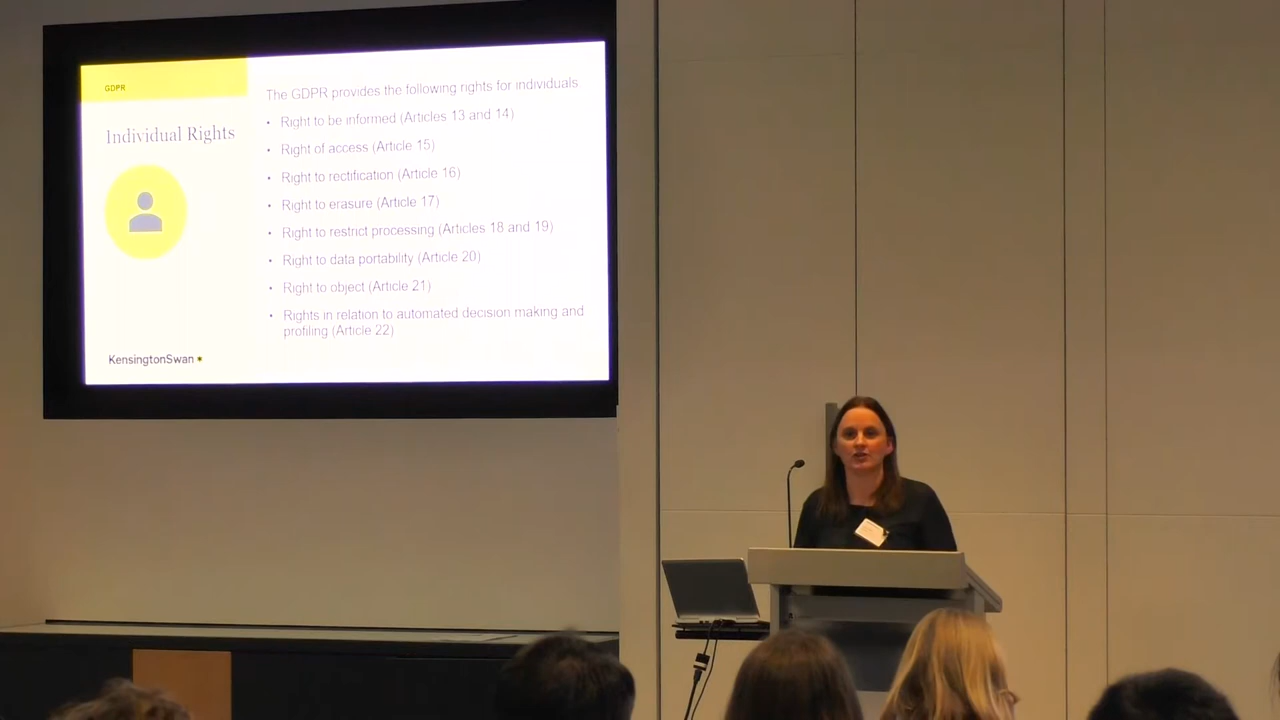 GDPR
Individual Rights
The GDPR provides the following rights for individuals
• Right to be informed (Articles 13 and 14)
• Right of access (Article 15)
• Right to rectification (Article 16)
• Right to erasure (Article 17)
• Right to restrict processing (Articles 18 and 19)
• Right to data portability (Article 20)
• Right to object (Article 21)
• Rights in relation to automated decision making and
profiling (Article 22)
KensingtonSwan